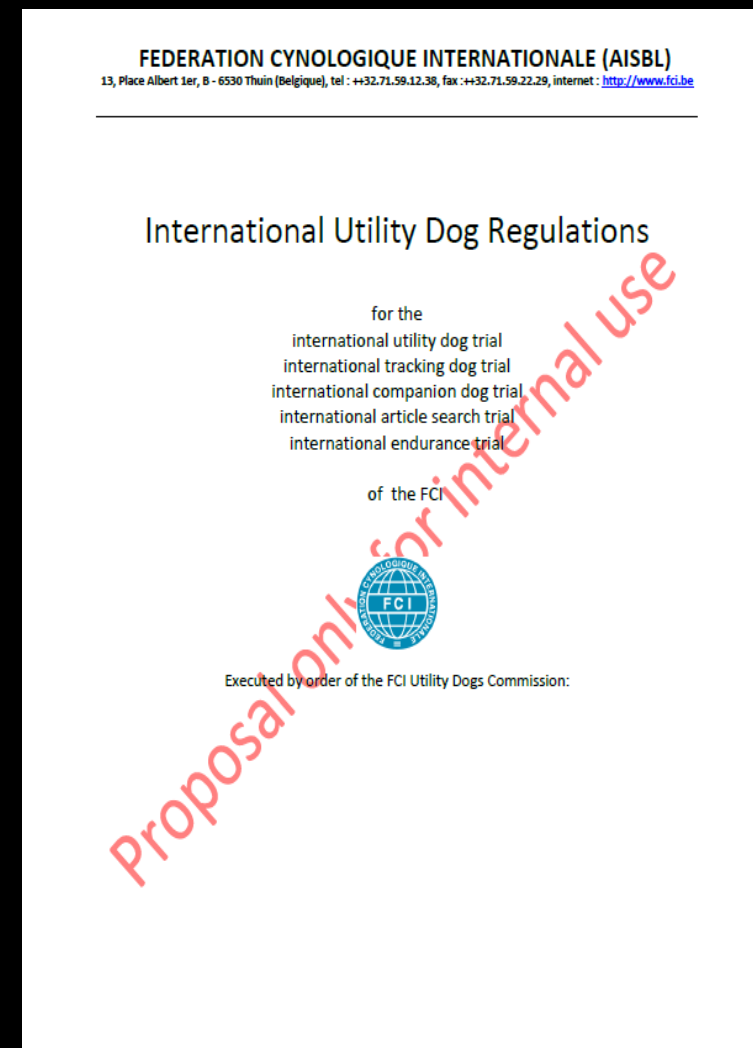 FEDERATION CYNOLOGIQUE INTERNATIONALE (AISBL)
13, Place Albert 1er, B - 6530 Thuin (Belgique), tel : ++32.71.59.12.38, fax :++32.71.59.22.29, internet : http://www.fci.be
International Utility Dog Regulations
for the
international utility dog trial
international tracking dog trial
international companion dog trial
international article search trial
international endurance trial
of the FCI
FEDERATION CYNOLOGIQUE INTERNATIONALE
FCI
Executed by order of the FCI Utility Dogs Commission:
Proposal only for internal use